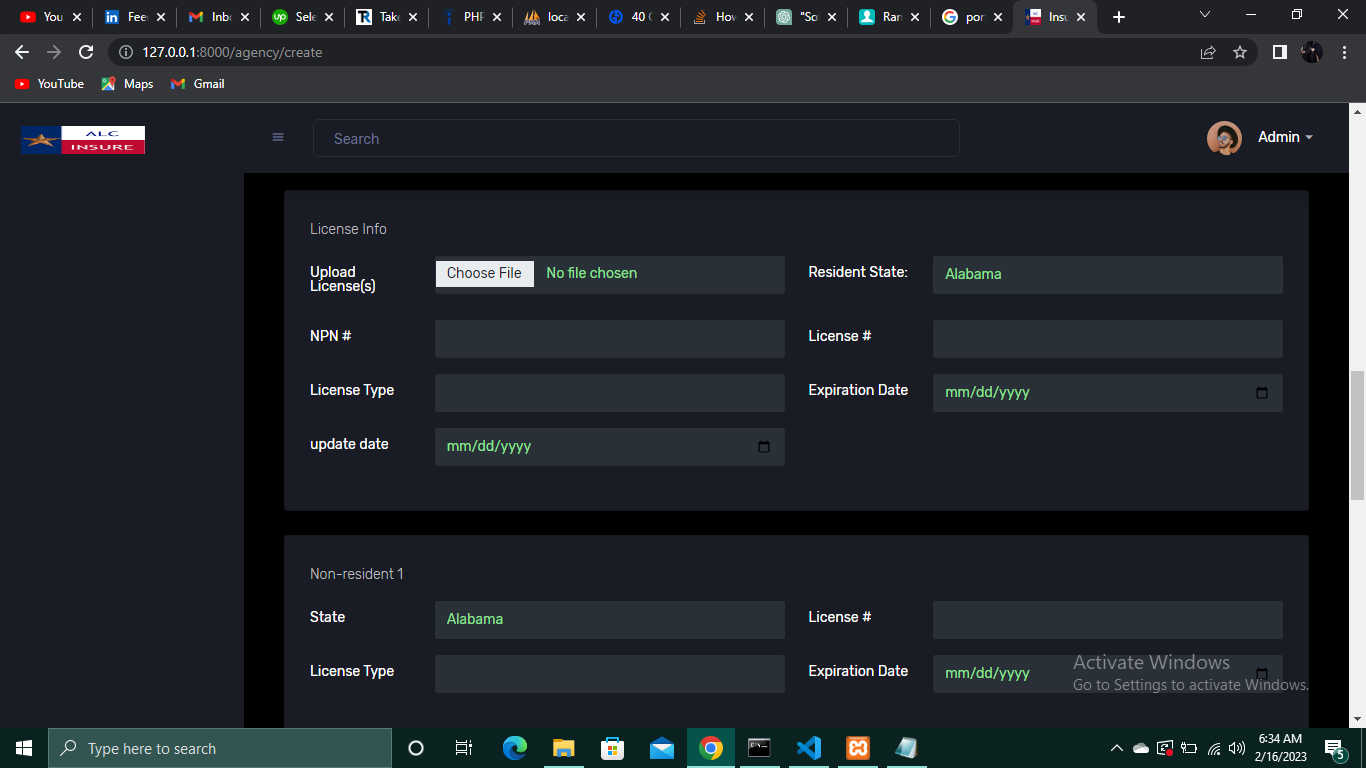 You
Fee
Inbo
Sele
Take
PHP
loca
40 (
How
"So
Ran
por
Insu
127.0.0.1:8000/agency/create
YouTube
Maps
Gmail
ALC
INSURE
Search
Admin
License Info
Upload License(s)
Choose File No file chosen
Resident State:
Alabama
NPN #
License #
License Type
Expiration Date
mm/dd/yyyy
update date
mm/dd/yyyy
Non-resident 1
State
Alabama
License #
License Type
Expiration Date
mm/dd/yyyy
Activate Windows
Go to Settings to activate Windows.
Type here to search
6:34 AM
2/16/2023
5